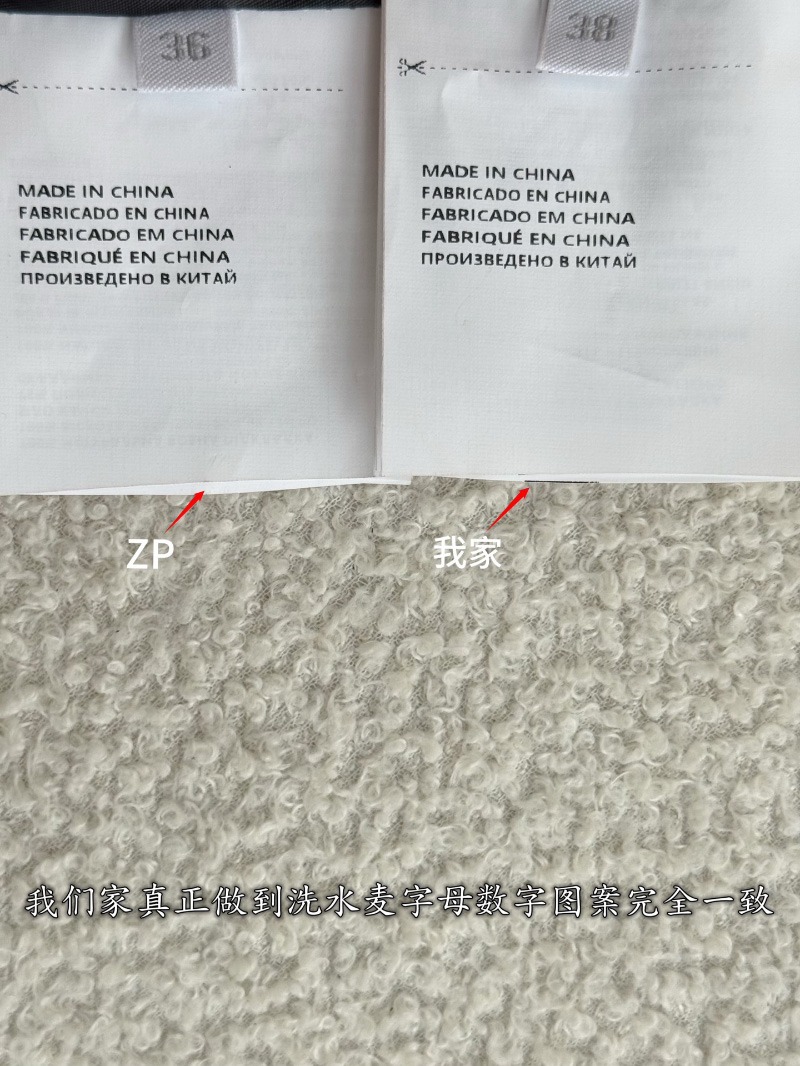 36
MADE IN CHINA
FABRICADO EN CHINA
FABRICADO EM CHINA
FABRIQUÉ EN CHINA
ПРОИЗВЕДЕНО В КИТАЙ
38
MADE IN CHINA
FABRICADO EN CHINA
FABRICADO EM CHINA
FABRIQUÉ EN CHINA
ПРОИЗВЕДЕНО В КИТАЙ
ZP
我家
我们家真正做到洗水麦字母数字图案完全一致